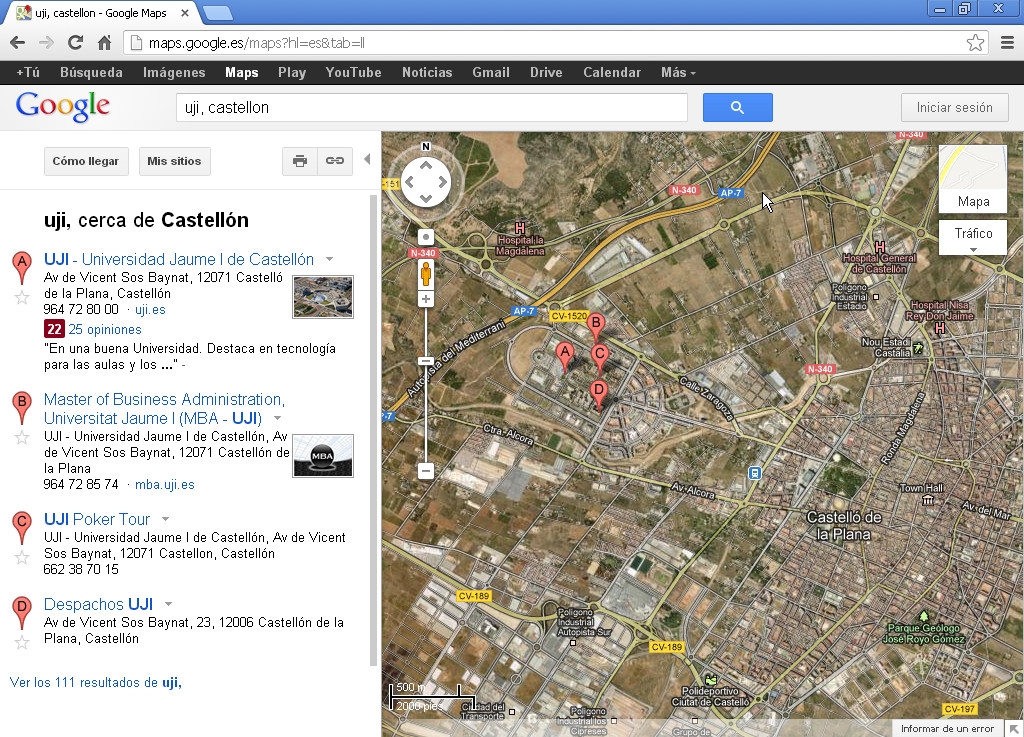 uji, castellon - Google Maps
maps.google.es/maps?hl=es&tab=ll
+Tú Búsqueda Imágenes Maps Play YouTube Noticias Gmail Drive Calendar Más
Google
uji, castellon
Iniciar sesión
Cómo llegar
Mis sitios
uji, cerca de Castellón
A
UJI - Universidad Jaume I de Castellón
Av de Vicent Sos Baynat, 12071 Castelló
de la Plana, Castellón
964 72 80 00 · uji.es
22 25 opiniones
"En una buena Universidad. Destaca en tecnología
para las aulas y los ..." -
B
Master of Business Administration,
Universitat Jaume I (MBA - UJI)
UJI - Universidad Jaume I de Castellón, Av
de Vicent Sos Baynat, 12071 Castellón de
la Plana
964 72 85 74 · mba.uji.es
MBA
C
UJI Poker Tour
UJI - Universidad Jaume I de Castellón, Av de Vicent
Sos Baynat, 12071 Castellon, Castellón
662 38 70 15
D
Despachos UJI
Av de Vicent Sos Baynat, 23, 12006 Castellón de la
Plana, Castellón
Ver los 111 resultados de uji,
N
N-340
Mapa
Tráfico
N-340
AP-7
H
Hospital la
Magdalena
N-340
H
Hospital General
de Castellón
Polígono
Industrial
Estadio
Hospital Nisa
Rey Don Jaime
H
AP-7
CV-1520
B
Autopista del Mediterrani
A
C
Nou Estadi
Castalia
N-340
D
Calle Zaragoza
Ronda Magdalena
Ctra. Alcora
Av. Alcora
Town Hall
Av. del Mar
Castelló de
la Plana
CV-189
Polígono
Industrial
Autopista Sur
Parque Geólogo
José Royo Gómez
CV-189
500 m
2000 pies
Ciudad del
Transporte
Polígono
Industrial los
Cipreses
Polideportivo
Ciutat de Castelló
Grupo de
CV-197
Informar de un error